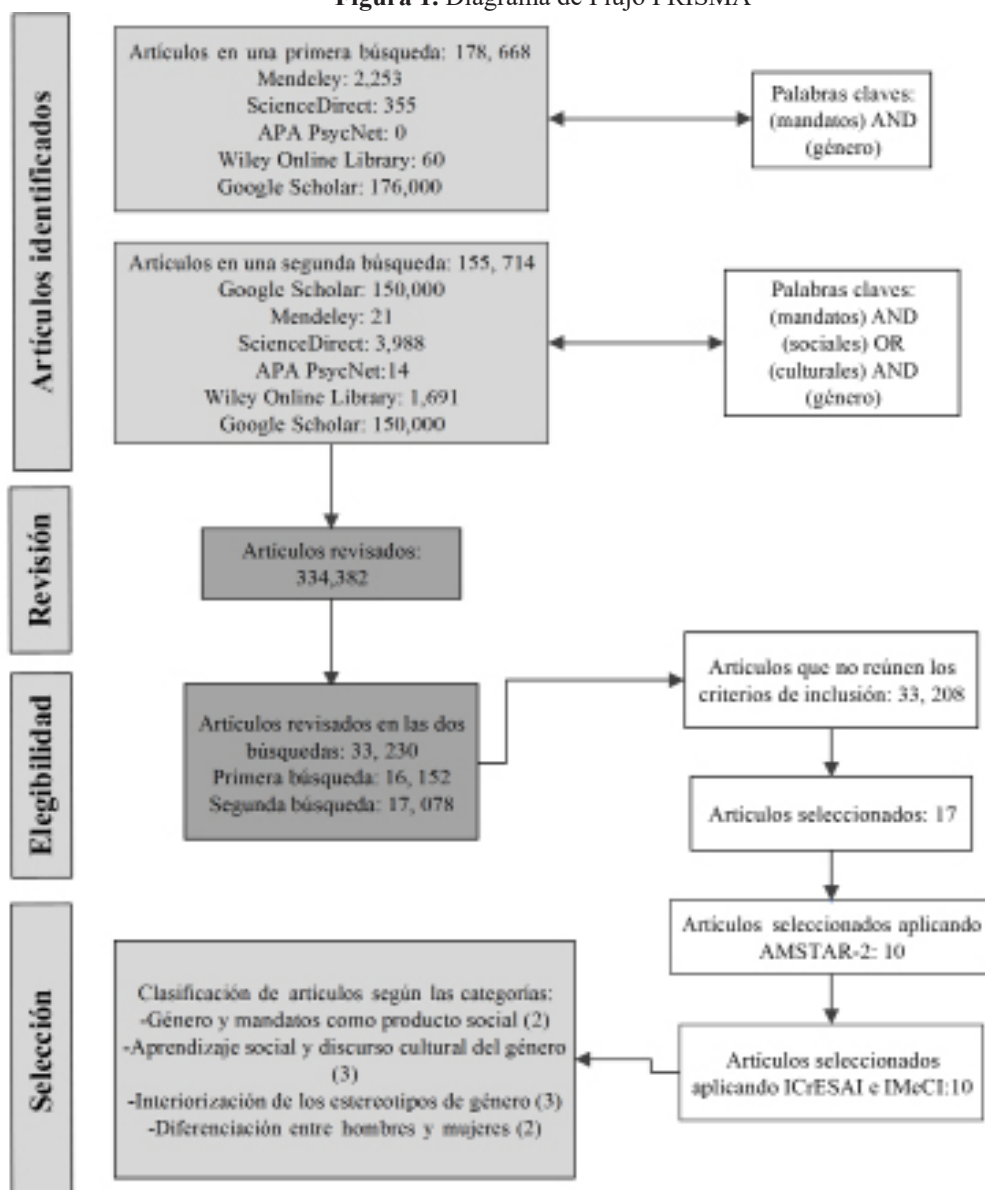 Figura 1. Diagrama de Flujo PRISMA
Artículos identificados
Artículos en una primera búsqueda: 178, 668
Mendeley: 2,253
ScienceDirect: 355
APA PsycNet: 0
Wiley Online Library: 60
Google Scholar: 176,000
Palabras claves:
(mandatos) AND
(género)
Artículos en una segunda búsqueda: 155, 714
Google Scholar: 150,000
Mendeley: 21
ScienceDirect: 3,988
APA PsycNet:14
Wiley Online Library: 1,691
Google Scholar: 150,000
Palabras claves:
(mandatos) AND
(sociales) OR
(culturales) AND
(género)
Revisión
Artículos revisados:
334,382
Elegibilidad
Artículos revisados en las dos
búsquedas: 33, 230
Primera búsqueda: 16, 152
Segunda búsqueda: 17, 078
Artículos que no reúnen los
criterios de inclusión: 33, 208
Artículos seleccionados: 17
Selección
Artículos seleccionados aplicando
AMSTAR-2: 10
Artículos seleccionados
aplicando ICrESAI e IMeCI:10
Clasificación de artículos según las categorías:
-Género y mandatos como producto social (2)
-Aprendizaje social y discurso cultural del género
(3)
-Interiorización de los estereotipos de género (3)
-Diferenciación entre hombres y mujeres (2)